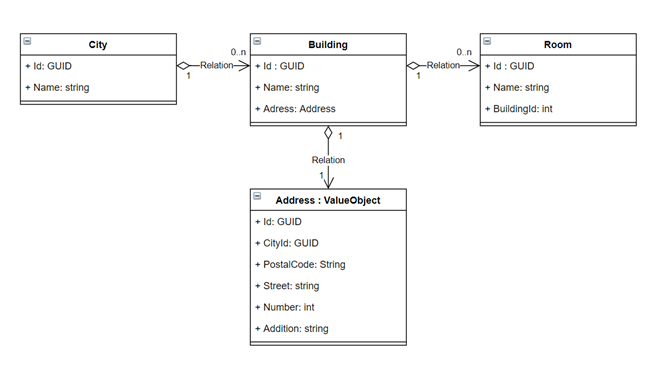 City
+ Id: GUID
+ Name: string
1
Relation
0..n
Building
+ Id : GUID
+ Name: string
+ Adress: Address
1
Relation
0..n
Room
+ Id : GUID
+ Name: string
+ BuildingId: int
1
Relation
1
Address : ValueObject
+ Id: GUID
+ CityId: GUID
+ PostalCode: String
+ Street: string
+ Number: int
+ Addition: string